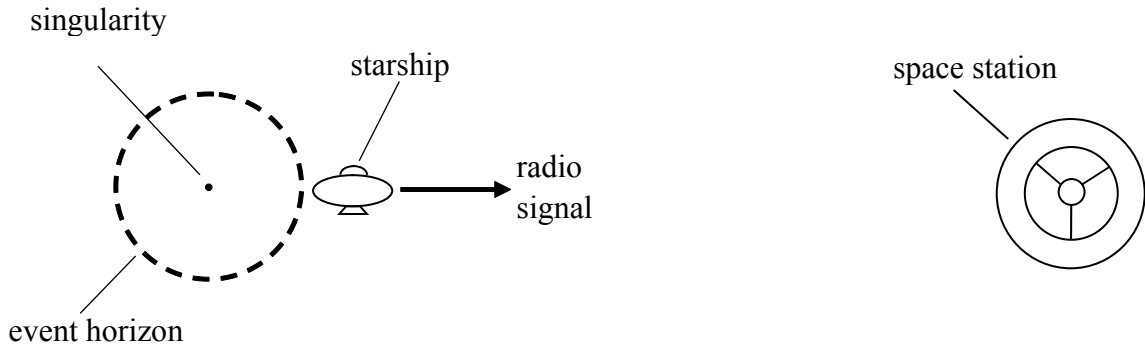 singularity
starship
space station
radio
signal
event horizon